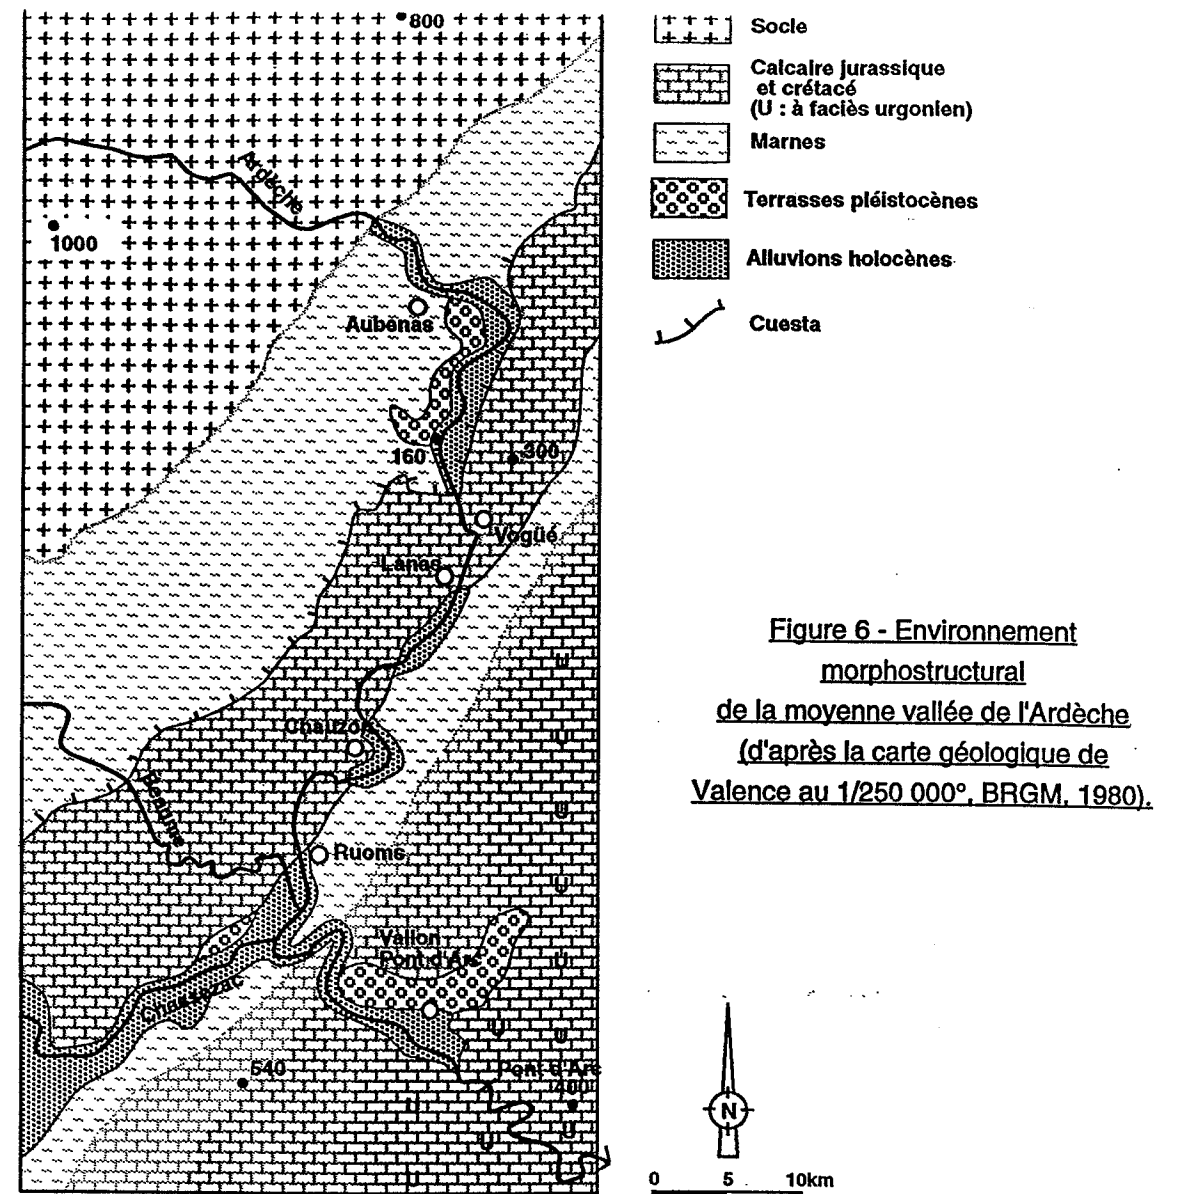 800
Ardèche
1000
Aubenas
160
300
Vogüé
Lanas
U
Chauzon
U
Beaume
U
Ruoms
U
Vallon
Pont d'Arc
U
Chassezac
U
U
540
Pont d'Arc
400
U
U
U
U
Socle
Calcaire jurassique
et crétacé
(U : à faciès urgonien)
Marnes
Terrasses pléistocènes
Alluvions holocènes
Cuesta
Figure 6 - Environnement
morphostructural
de la moyenne vallée de l'Ardèche
(d'après la carte géologique de
Valence au 1/250 000°, BRGM, 1980).
N
0 5 10km